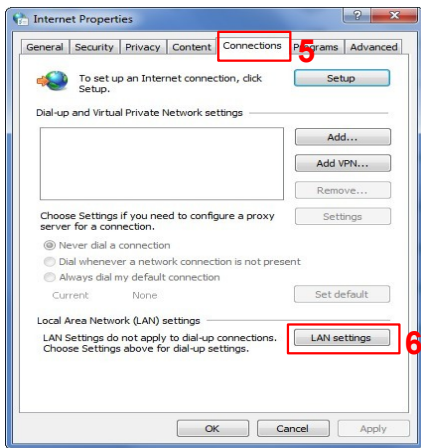 Internet Properties
General Security Privacy Content Connections Programs Advanced
5
To set up an Internet connection, click
Setup.
Setup
Dial-up and Virtual Private Network settings
Add...
Add VPN...
Remove...
Choose Settings if you need to configure a proxy
server for a connection.
Settings
Never dial a connection
Dial whenever a network connection is not present
Always dial my default connection
Current: None
Set default
Local Area Network (LAN) settings
LAN Settings do not apply to dial-up connections.
Choose Settings above for dial-up settings.
LAN settings
6
OK Cancel Apply